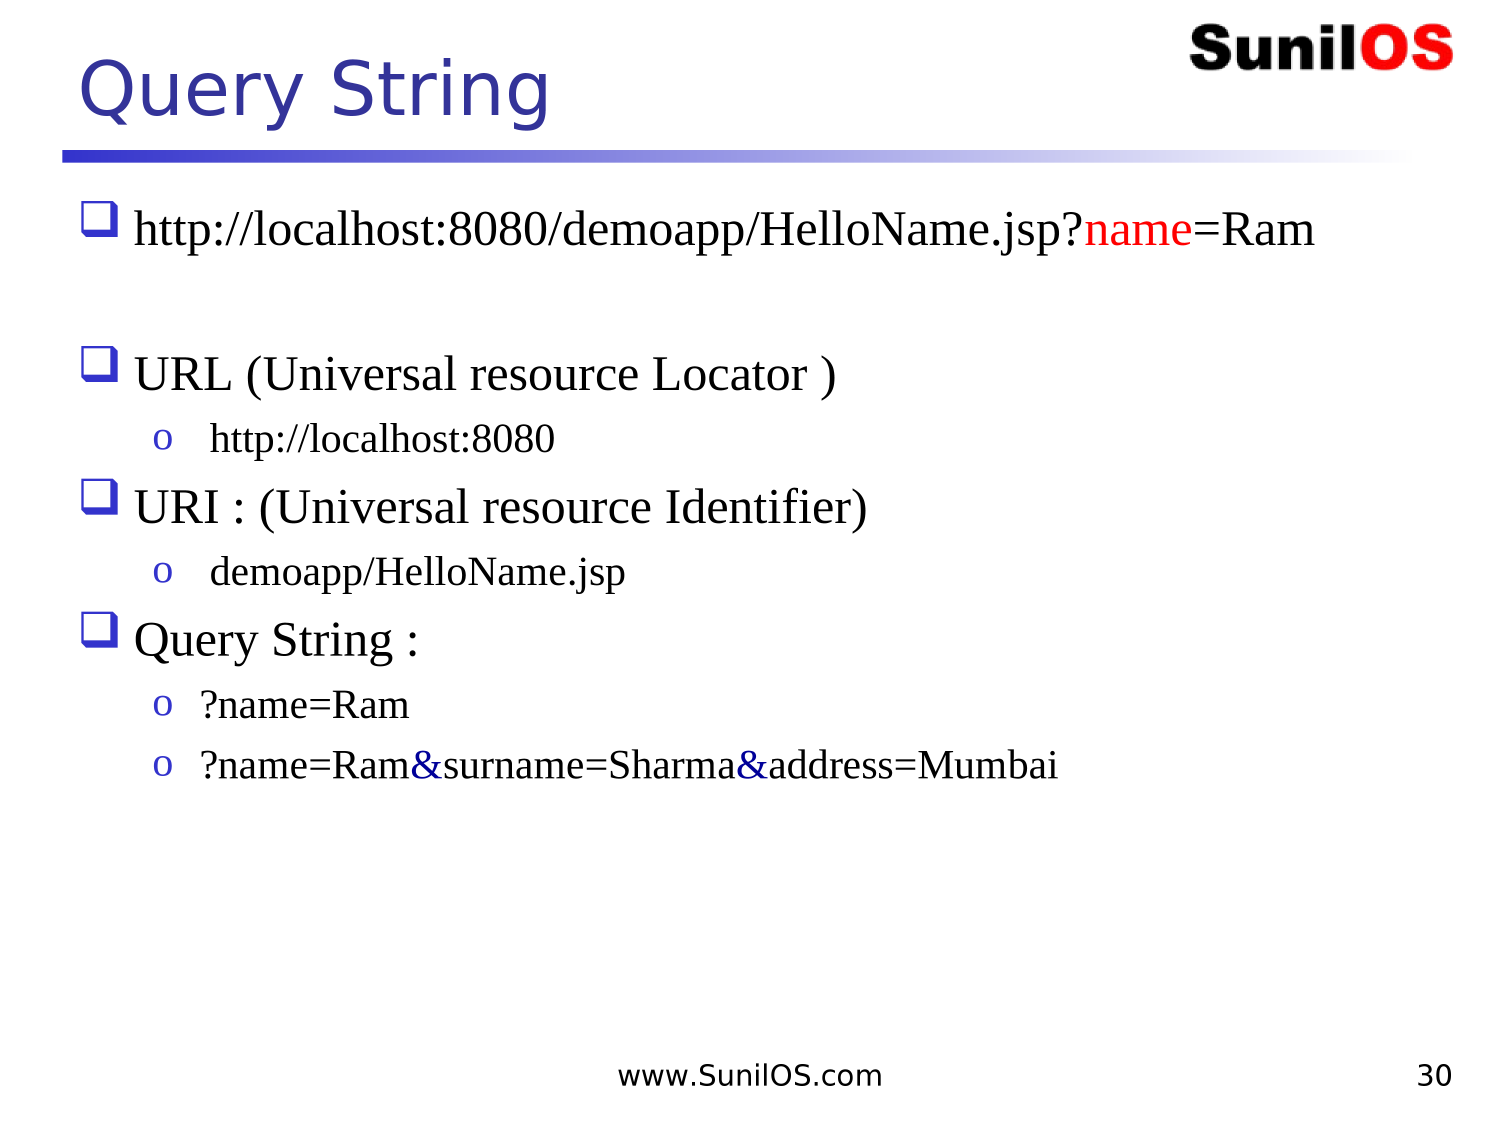 SunilOS
Query String
http://localhost:8080/demoapp/HelloName.jsp?name=Ram
URL (Universal resource Locator )
o http://localhost:8080
URI : (Universal resource Identifier)
o demoapp/HelloName.jsp
Query String :
o ?name=Ram
o ?name=Ram&surname=Sharma&address=Mumbai
www.SunilOS.com
30